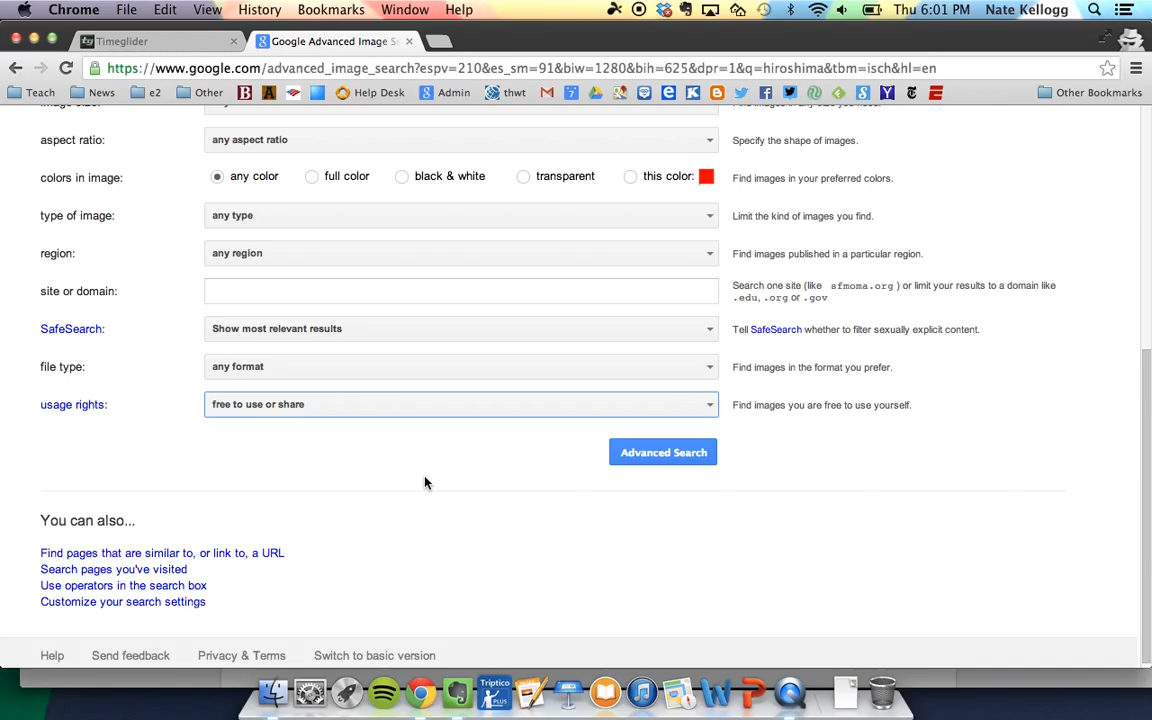 Chrome File Edit View History Bookmarks Window Help Thu 6:01 PM Nate Kellogg
Timeglider Google Advanced Image Se
https://www.google.com/advanced_image_search?espv=210&es_sm=91&biw=1280&bih=625&dpr=1&q=hiroshima&tbm=isch&hl=en
Teach News e2 Other Help Desk Admin thwt Other Bookmarks
aspect ratio: any aspect ratio Specify the shape of images.
colors in image: any color full color black & white transparent this color: Find images in your preferred colors.
type of image: any type Limit the kind of images you find.
region: any region Find images published in a particular region.
site or domain: Search one site (like sfmoma.org ) or limit your results to a domain like
.edu, .org or .gov
SafeSearch: Show most relevant results Tell SafeSearch whether to filter sexually explicit content.
file type: any format Find images in the format you prefer.
usage rights: free to use or share Find images you are free to use yourself.
Advanced Search
You can also...
Find pages that are similar to, or link to, a URL
Search pages you've visited
Use operators in the search box
Customize your search settings
Help Send feedback Privacy & Terms Switch to basic version
Triptico
PLUS